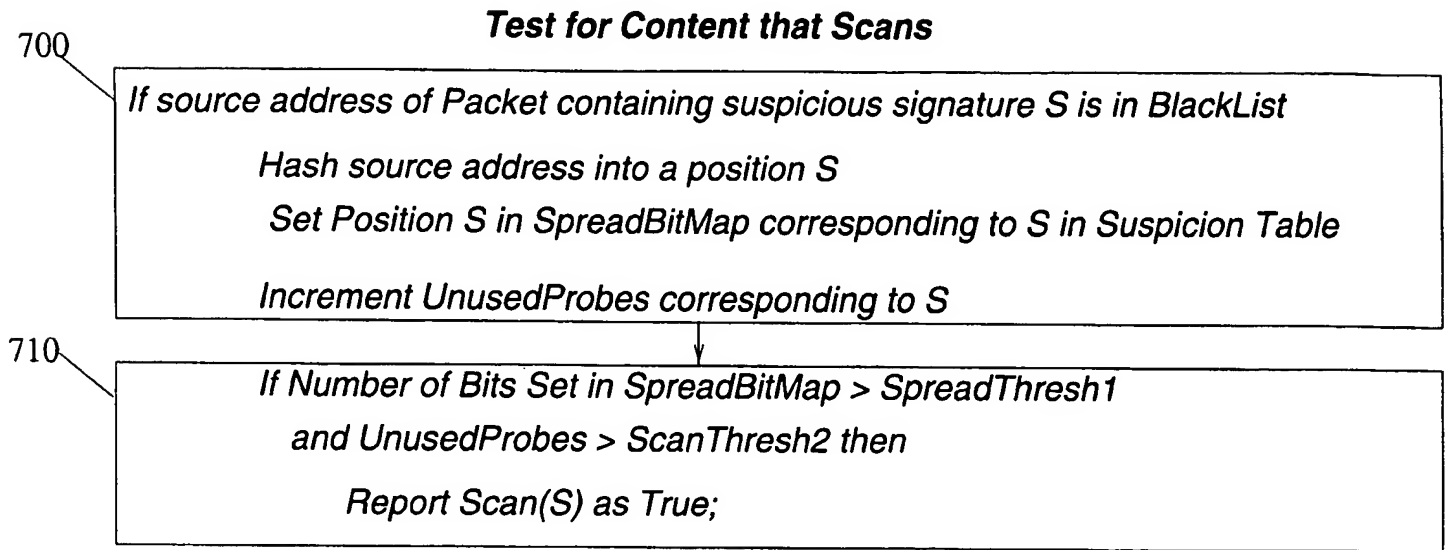 Test for Content that Scans
700
If source address of Packet containing suspicious signature S is in BlackList
Hash source address into a position S
Set Position S in SpreadBitMap corresponding to S in Suspicion Table
Increment UnusedProbes corresponding to S
710
If Number of Bits Set in SpreadBitMap > SpreadThresh1
and UnusedProbes > ScanThresh2 then
Report Scan(S) as True;